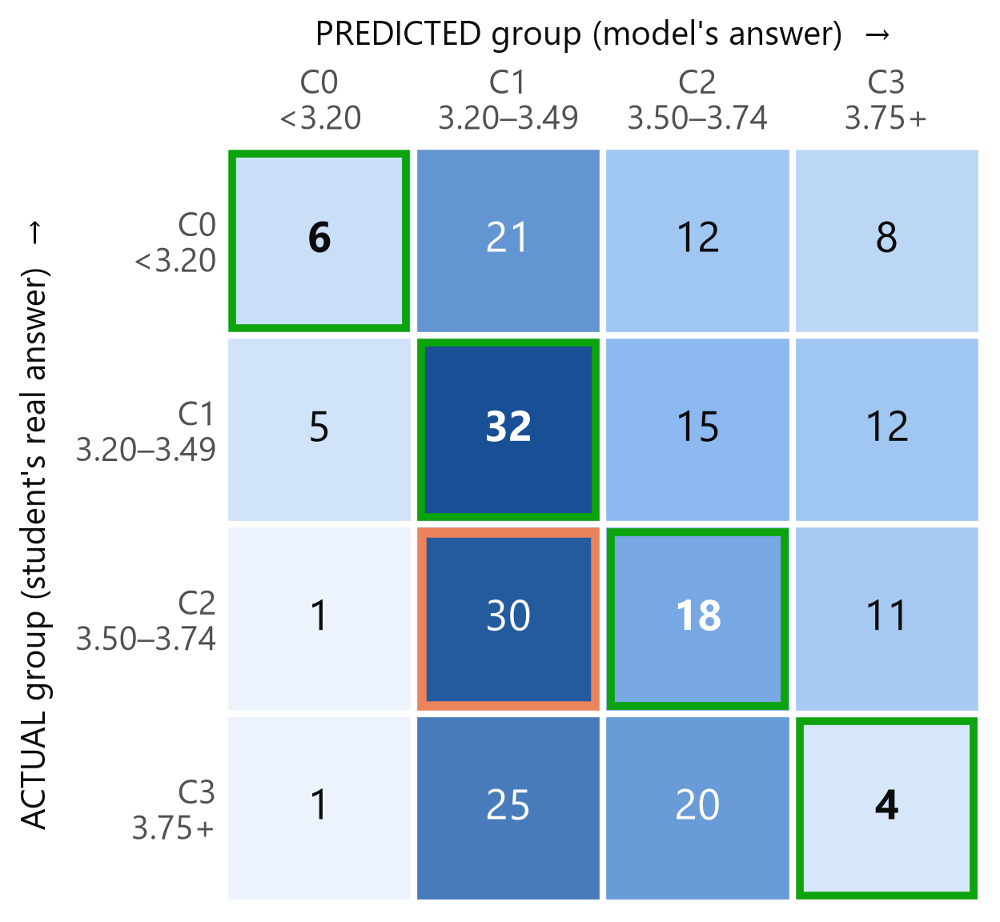 PREDICTED group (model's answer) →
C0 C1 C2 C3
<3.20 3.20–3.49 3.50–3.74 3.75+
ACTUAL group (student's real answer) →
C0
<3.20
6 21 12 8
C1
3.20–3.49
5 32 15 12
C2
3.50–3.74
1 30 18 11
C3
3.75+
1 25 20 4